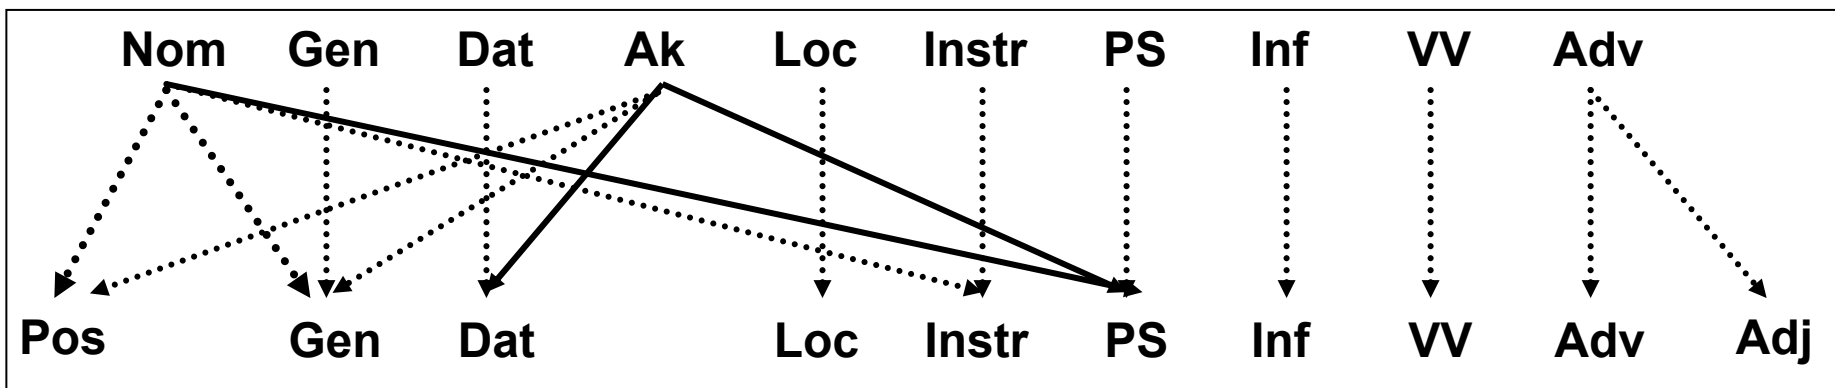 Nom Gen Dat Ak Loc Instr PS Inf VV Adv
Pos Gen Dat Loc Instr PS Inf VV Adv Adj